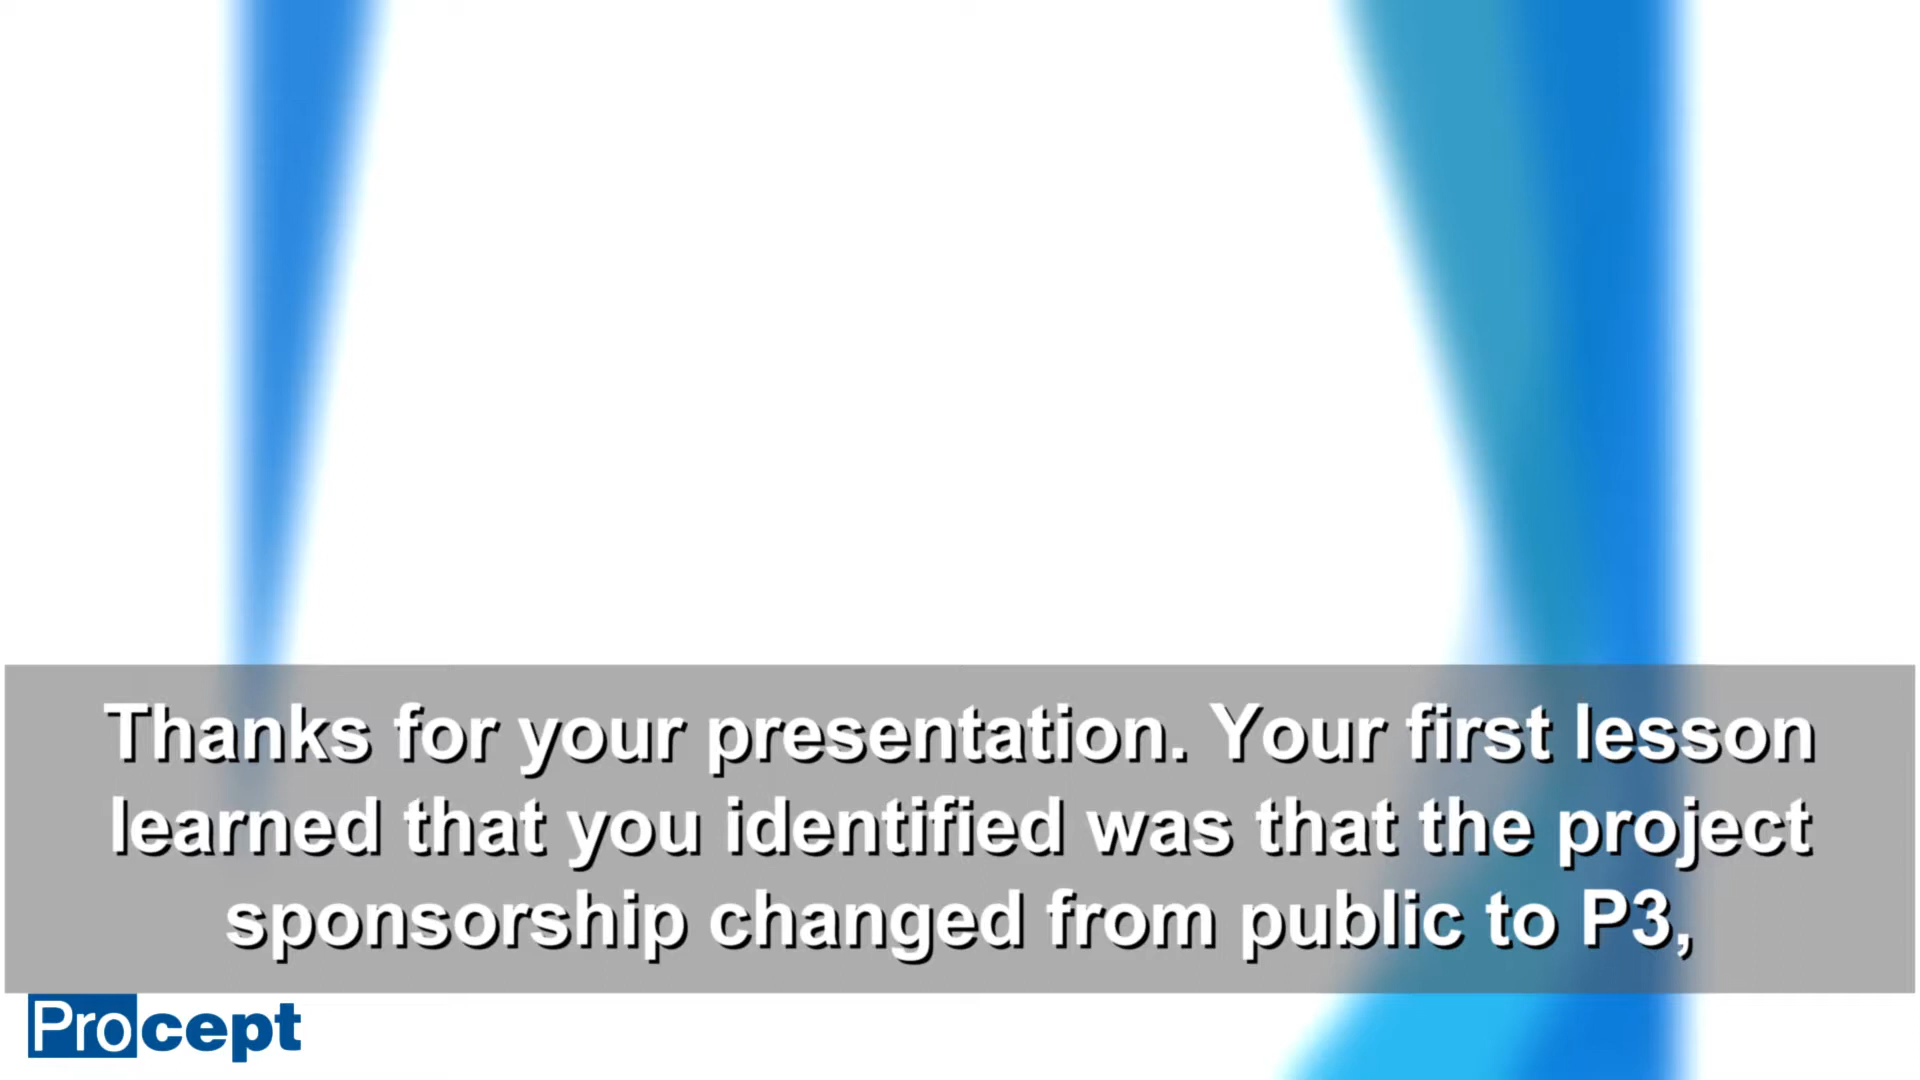 Thanks for your presentation. Your first lesson
learned that you identified was that the project
sponsorship changed from public to P3,
Procept